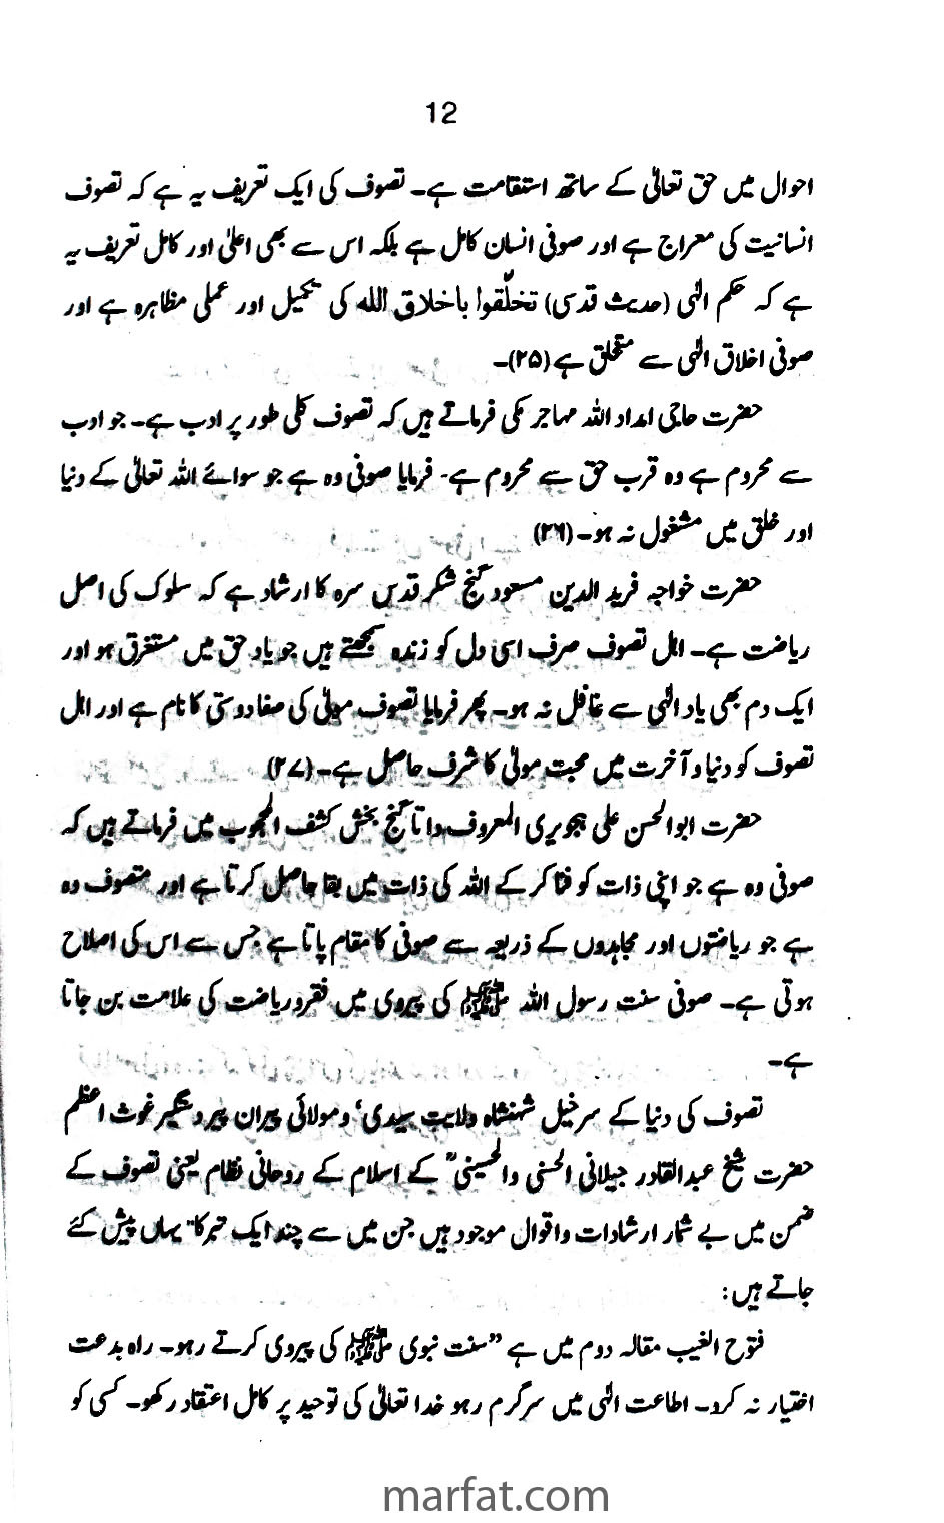 12
احوال میں حق تعالیٰ کے ساتھ استقامت ہے۔ تصوف کی ایک تعریف یہ ہے کہ تصوف
انسانیت کی معراج ہے اور صوفی انسان کامل ہے بلکہ اس سے بھی اعلیٰ اور کامل تعریف یہ
ہے کہ حکم الٰہی (حدیث قدسی) تخلّقوا باخلاق اللہ کی تکمیل اور عملی مظاہرہ ہے اور
صوفی اخلاق الٰہی سے متخلق ہے (۲۵)۔
حضرت حاجی امداد اللہ مہاجر مکی فرماتے ہیں کہ تصوف کلی طور پر ادب ہے۔ جو ادب
سے محروم ہے وہ قرب حق سے محروم ہے۔ فرمایا صوفی وہ ہے جو سوائے اللہ تعالیٰ کے دنیا
اور خلق میں مشغول نہ ہو۔ (۲۶)
حضرت خواجہ فرید الدین مسعود گنج شکر قدس سرہ کا ارشاد ہے کہ سلوک کی اصل
ریاضت ہے۔ اہل تصوف صرف اسی دل کو زندہ سمجھتے ہیں جو یاد حق میں مستغرق ہو اور
ایک دم بھی یاد الٰہی سے غافل نہ ہو۔ پھر فرمایا تصوف مولیٰ کی صفا دوستی کا نام ہے اور اہل
تصوف کو دنیا و آخرت میں محبت مولیٰ کا شرف حاصل ہے۔ (۲۷)
حضرت ابوالحسن علی ہجویری المعروف داتا گنج بخش کشف المحجوب میں فرماتے ہیں کہ
صوفی وہ ہے جو اپنی ذات کو فنا کر کے اللہ کی ذات میں بقا حاصل کرتا ہے اور متصوف وہ
ہے جو ریاضتوں اور مجاہدوں کے ذریعہ سے صوفی کا مقام پاتا ہے جس سے اس کی اصلاح
ہوتی ہے۔ صوفی سنت رسول اللہ ﷺ کی پیروی میں فقر و ریاضت کی علامت بن جاتا
ہے۔
تصوف کی دنیا کے سرخیل شہنشاہ ولایت سیدی، و مولائی پیران پیر دستگیر غوث اعظم
حضرت شیخ عبدالقادر جیلانی الحسنی والحسینیؓ کے اسلام کے روحانی نظام یعنی تصوف کے
ضمن میں بے شمار ارشادات و اقوال موجود ہیں جن میں سے چند ایک تبرکاً یہاں پیش کئے
جاتے ہیں:
فتوح الغیب مقالہ دوم میں ہے "سنت نبوی ﷺ کی پیروی کرتے رہو۔ راہ بدعت
اختیار نہ کرو۔ اطاعت الٰہی میں سرگرم رہو خدا تعالیٰ کی توحید پر کامل اعتقاد رکھو۔ کسی کو
marfat.com